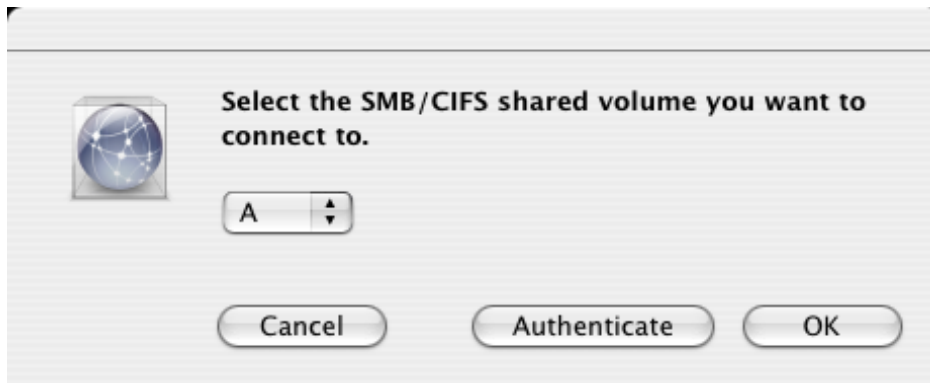 Select the SMB/CIFS shared volume you want to
connect to.
A
Cancel Authenticate OK